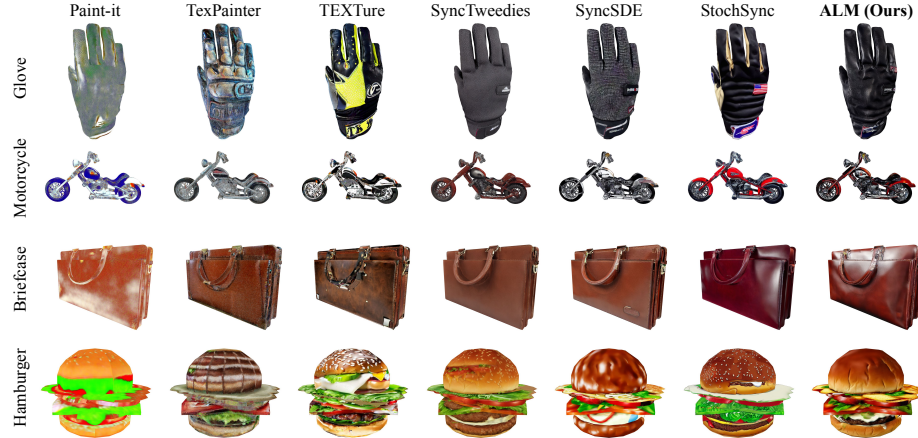 Paint-it TexPainter TEXTure SyncTweedies SyncSDE StochSync ALM (Ours)
Glove
Motorcycle
Briefcase
Hamburger